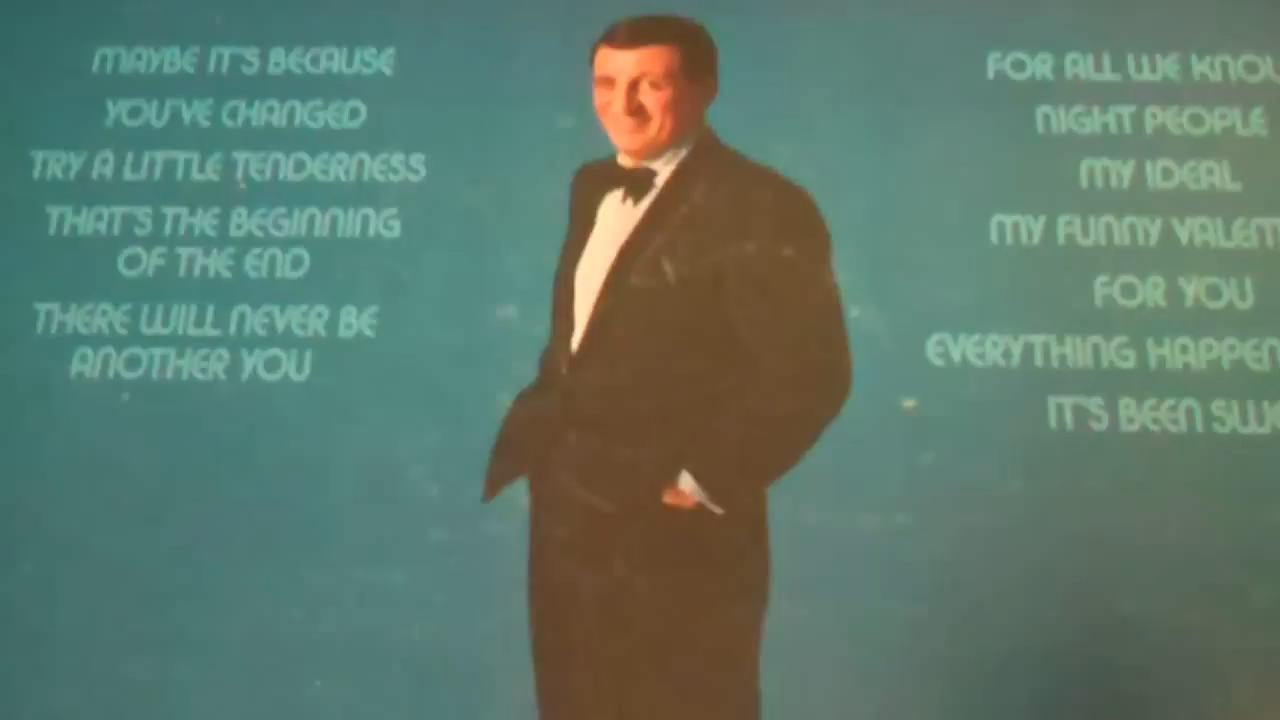 MAYBE IT'S BECAUSE
YOU'VE CHANGED
TRY A LITTLE TENDERNESS
THAT'S THE BEGINNING
OF THE END
THERE WILL NEVER BE
ANOTHER YOU
FOR ALL WE
NIGHT PEOPLE
MY IDEAL
MY FUNNY
FOR YOU
EVERYTHING
IT'S BEEN